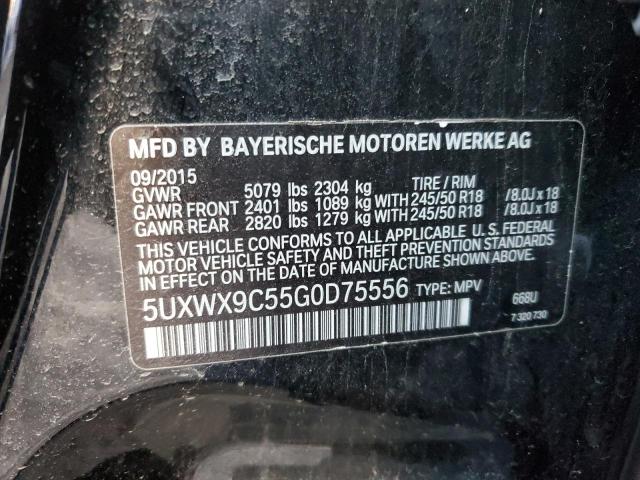 MFD BY BAYERISCHE MOTOREN WERKE AG
09/2015 TIRE / RIM
GVWR 5079 lbs 2304 kg
GAWR FRONT 2401 lbs 1089 kg WITH 245/50 R18 /8.0J x 18
GAWR REAR 2820 lbs 1279 kg WITH 245/50 R18 /8.0J x 18
THIS VEHICLE CONFORMS TO ALL APPLICABLE U. S. FEDERAL
MOTOR VEHICLE SAFETY AND THEFT PREVENTION STANDARDS
IN EFFECT ON THE DATE OF MANUFACTURE SHOWN ABOVE.
5UXWX9C55G0D75556 TYPE: MPV
668U
7 320 730